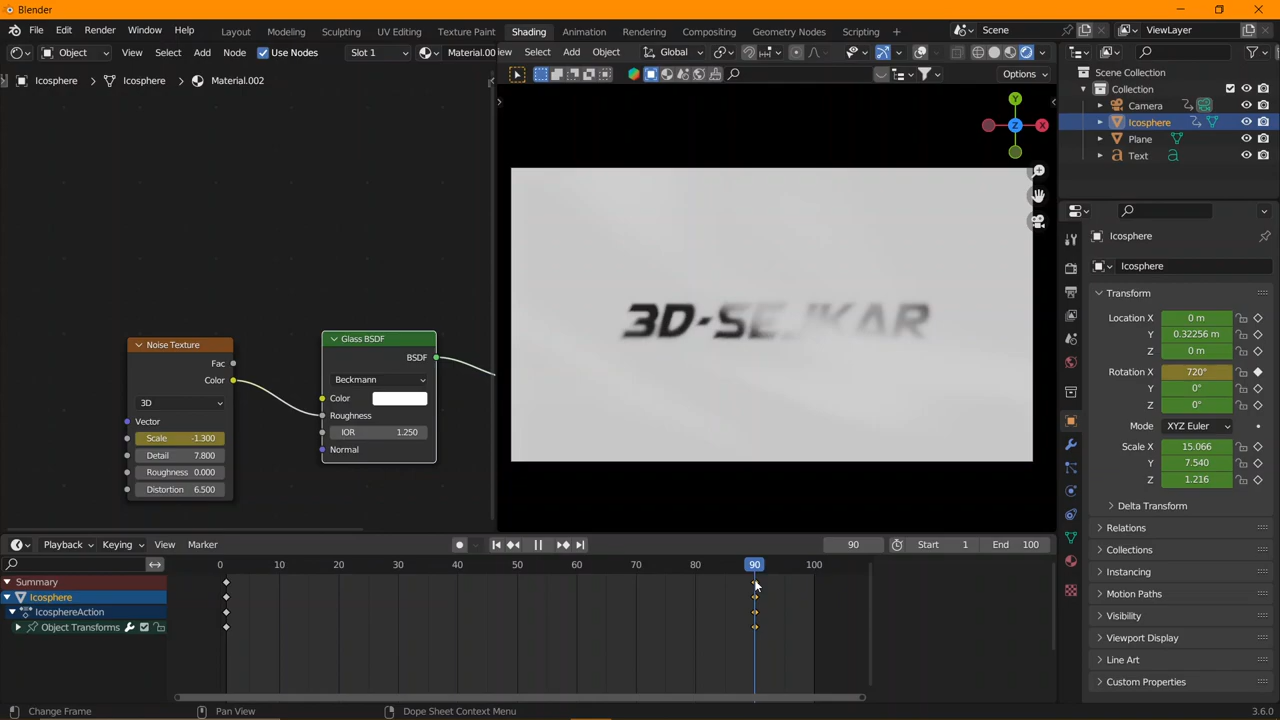 Blender
File Edit Render Window Help Layout Modeling Sculpting UV Editing Texture Paint Shading Animation Rendering Compositing Geometry Nodes Scripting + Scene ViewLayer
Object View Select Add Node Use Nodes Slot 1 Material.00 View Select Add Object Global
Icosphere > Icosphere > Material.002
Options
Scene Collection
Collection
Camera
Icosphere
Plane
Text
Y
Z X
3D-SEJKAR
Noise Texture
Fac
Color
3D
Vector
Scale -1.300
Detail 7.800
Roughness 0.000
Distortion 6.500
Glass BSDF
BSDF
Beckmann
Color
Roughness
IOR 1.250
Normal
Icosphere
Icosphere
Transform
Location X 0 m
Y 0.32256 m
Z 0 m
Rotation X 720°
Y 0°
Z 0°
Mode XYZ Euler
Scale X 15.066
Y 7.540
Z 1.216
Delta Transform
Relations
Collections
Instancing
Motion Paths
Visibility
Viewport Display
Line Art
Custom Properties
Playback Keying View Marker 90 Start 1 End 100
0 10 20 30 40 50 60 70 80 90 100
Summary
Icosphere
IcosphereAction
Object Transforms
Change Frame Pan View Dope Sheet Context Menu 3.6.0